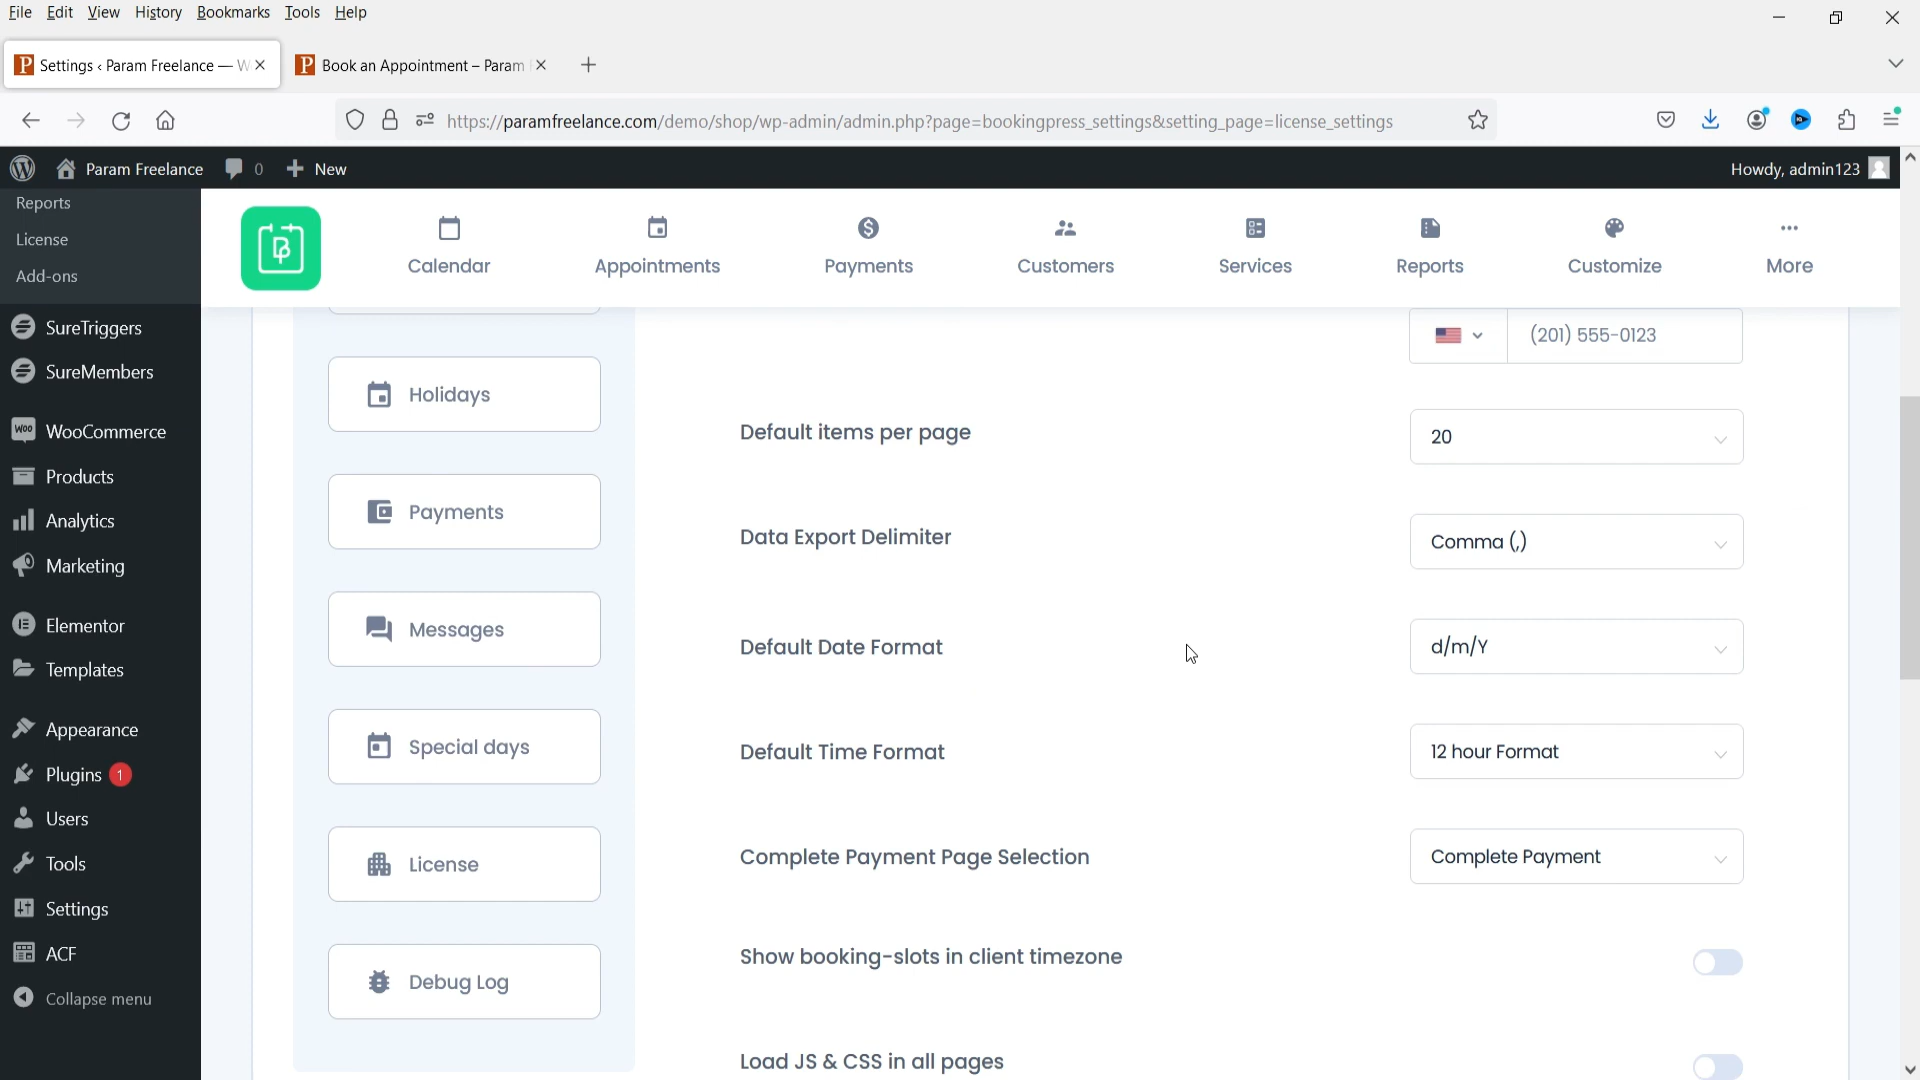 File Edit View History Bookmarks Tools Help
Settings ‹ Param Freelance — W
Book an Appointment – Param
https://paramfreelance.com/demo/shop/wp-admin/admin.php?page=bookingpress_settings&setting_page=license_settings
Param Freelance 0 New
Howdy, admin123
Reports
License
Add-ons
SureTriggers
SureMembers
WooCommerce
Products
Analytics
Marketing
Elementor
Templates
Appearance
Plugins 1
Users
Tools
Settings
ACF
Collapse menu
Calendar
Appointments
Payments
Customers
Services
Reports
Customize
More
Holidays
Payments
Messages
Special days
License
Debug Log
(201) 555-0123
Default items per page
20
Data Export Delimiter
Comma (,)
Default Date Format
d/m/Y
Default Time Format
12 hour Format
Complete Payment Page Selection
Complete Payment
Show booking-slots in client timezone
Load JS & CSS in all pages